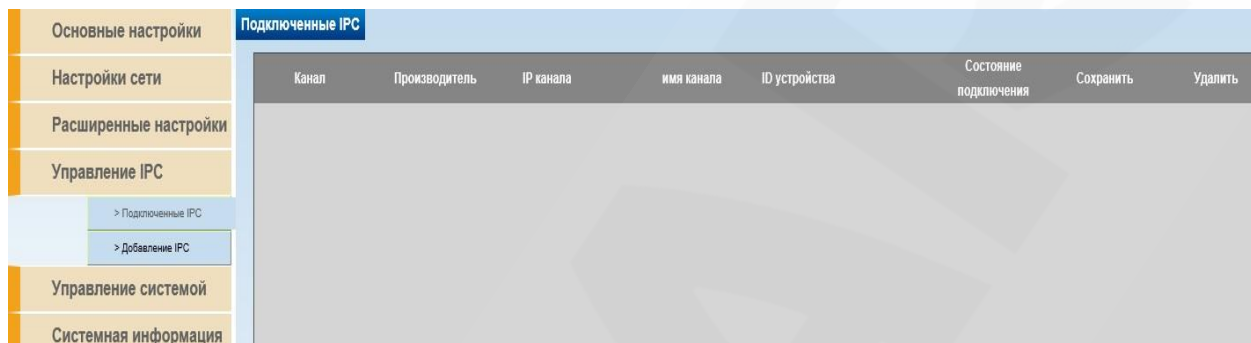 Основные настройки
Настройки сети
Расширенные настройки
Управление IPC
> Подключенные IPC
> Добавление IPC
Управление системой
Системная информация
Подключенные IPC
Канал Производитель IP канала имя канала ID устройства Состояние подключения Сохранить Удалить